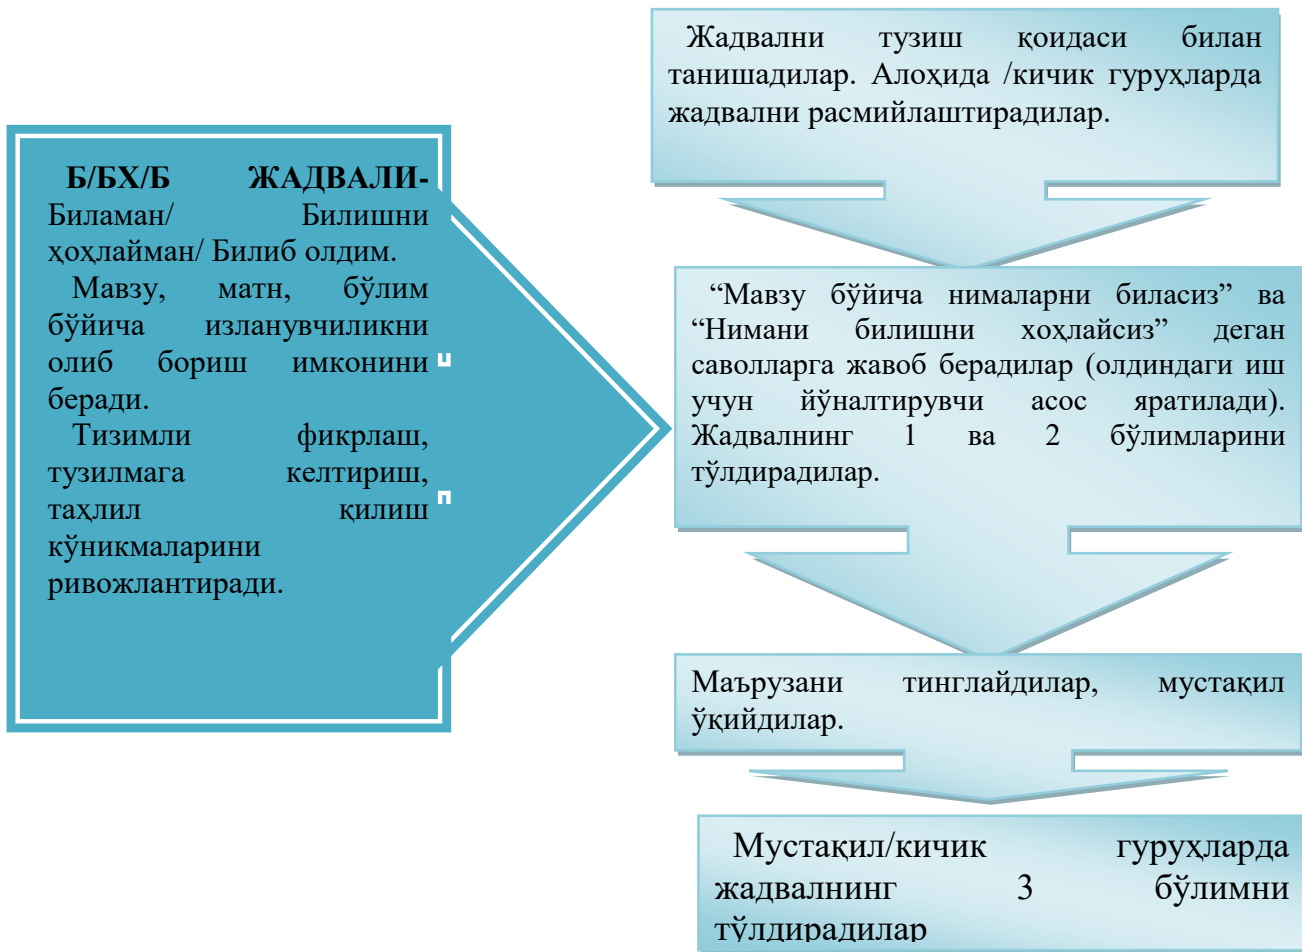 Б/БХ/Б ЖАДВАЛИ-
Биламан/ Билишни
ҳоҳлайман/ Билиб олдим.
Мавзу, матн, бўлим
бўйича изланувчиликни
олиб бориш имконини
беради.
Тизимли фикрлаш,
тузилмага келтириш,
таҳлил қилиш
кўникмаларини
ривожлантиради.
Жадвални тузиш қоидаси билан
танишадилар. Алоҳида /кичик гуруҳларда
жадвални расмийлаштирадилар.
“Мавзу бўйича нималарни биласиз” ва
“Нимани билишни хоҳлайсиз” деган
саволларга жавоб берадилар (олдиндаги иш
учун йўналтирувчи асос яратилади).
Жадвалнинг 1 ва 2 бўлимларини
тўлдирадилар.
Маърузани тинглайдилар, мустақил
ўқийдилар.
Мустақил/кичик гуруҳларда
жадвалнинг 3 бўлимни
тўлдирадилар